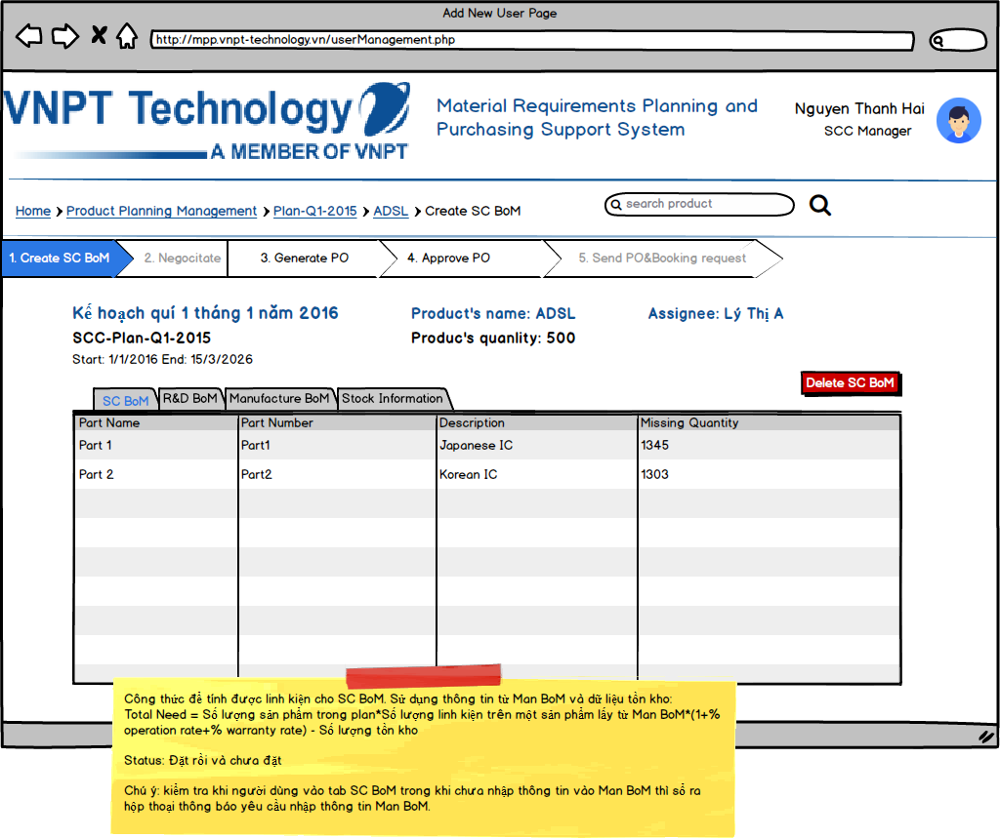 Add New User Page
http://mpp.vnpt-technology.vn/userManagement.php
VNPT Technology
A MEMBER OF VNPT
Material Requirements Planning and
Purchasing Support System
Nguyen Thanh Hai
SCC Manager
Home Product Planning Management Plan-Q1-2015 ADSL Create SC BoM
search product
1. Create SC BoM 2. Negocitate 3. Generate PO 4. Approve PO 5. Send PO&Booking request
Kế hoạch quí 1 tháng 1 năm 2016 Product's name: ADSL Assignee: Lý Thị A
SCC-Plan-Q1-2015 Produc's quanlity: 500
Start: 1/1/2016 End: 15/3/2026
Delete SC BoM
SC BoM R&D BoM Manufacture BoM Stock Information
Part Name Part Number Description Missing Quantity
Part 1 Part1 Japanese IC 1345
Part 2 Part2 Korean IC 1303
Công thức để tính được linh kiện cho SC BoM. Sử dụng thông tin từ Man BoM và dữ liệu tồn kho:
Total Need = Số lượng sản phẩm trong plan*Số lượng linh kiện trên một sản phẩm lấy từ Man BoM*(1+%
operation rate+% warranty rate) - Số lượng tồn kho
Status: Đặt rồi và chưa đặt
Chú ý: kiểm tra khi người dùng vào tab SC BoM trong khi chưa nhập thông tin vào Man BoM thì sổ ra
hộp thoại thông báo yêu cầu nhập thông tin Man BoM.